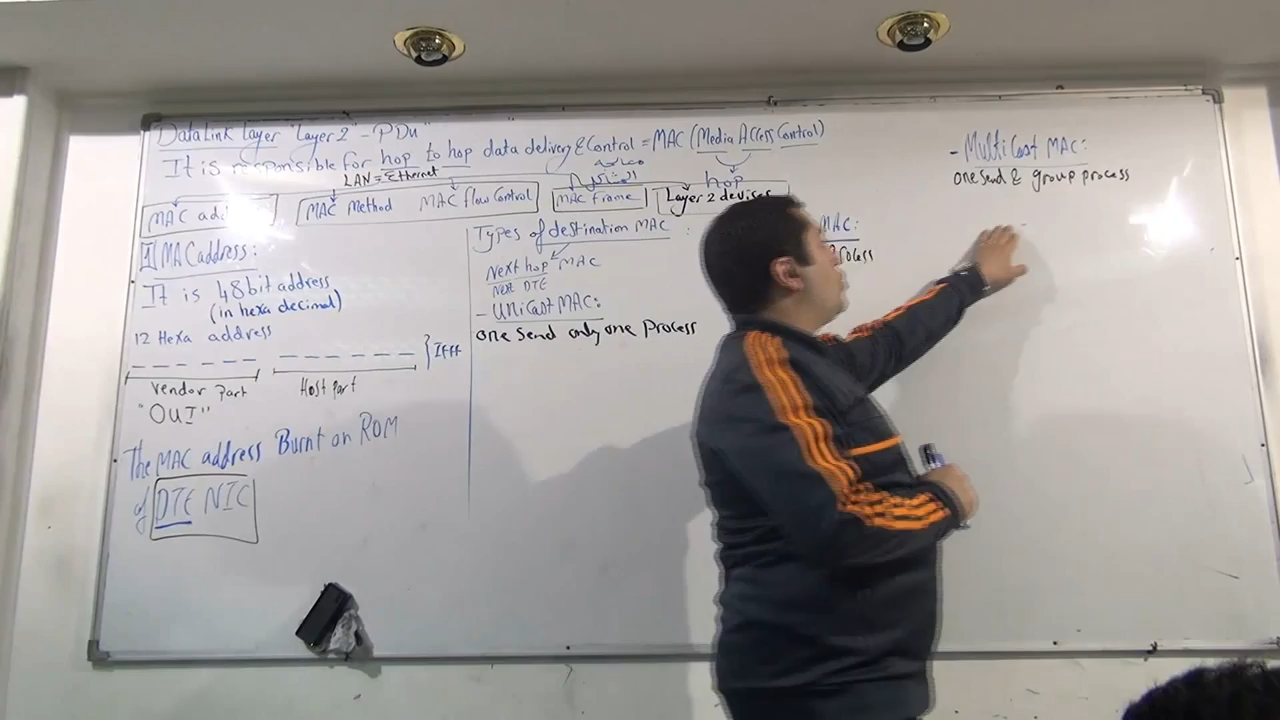 DataLink Layer "Layer 2" - PDU"
It is responsible for hop to hop data delivery & Control = MAC (Media Access Control)
LAN = Ethernet
hop
MAC add
MAC Method MAC flow Control
MAC frame
Layer 2 devices
1 MAC address:
It is 48 bit address
(in hexa decimal)
12 Hexa address
Vendor part Host part
"OUI"
The MAC address Burnt on ROM
of DTE NIC
Types of destination MAC :
Next hop MAC
Next DTE
- UniCast MAC:
one Send only one Process
MAC:
Process
- MultiCast MAC:
one Send & group process